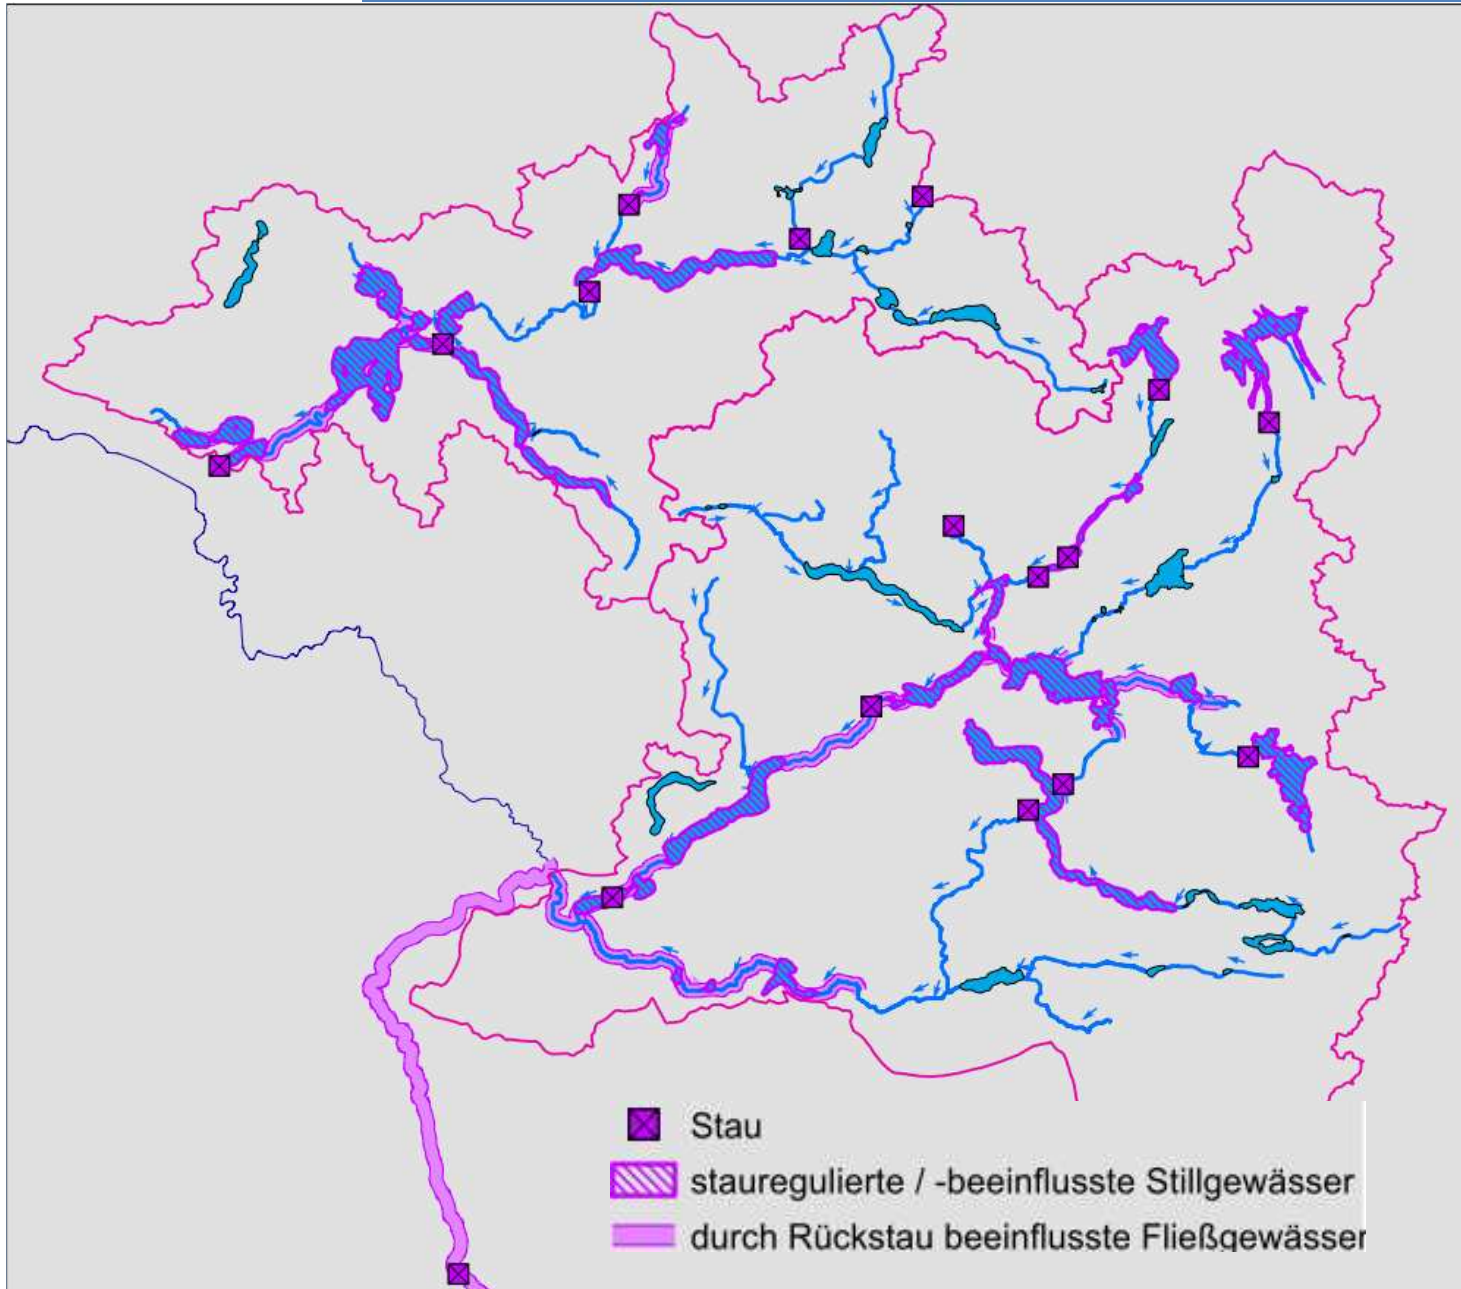 Stau
stauregulierte / -beeinflusste Stillgewässer
durch Rückstau beeinflusste Fließgewässer